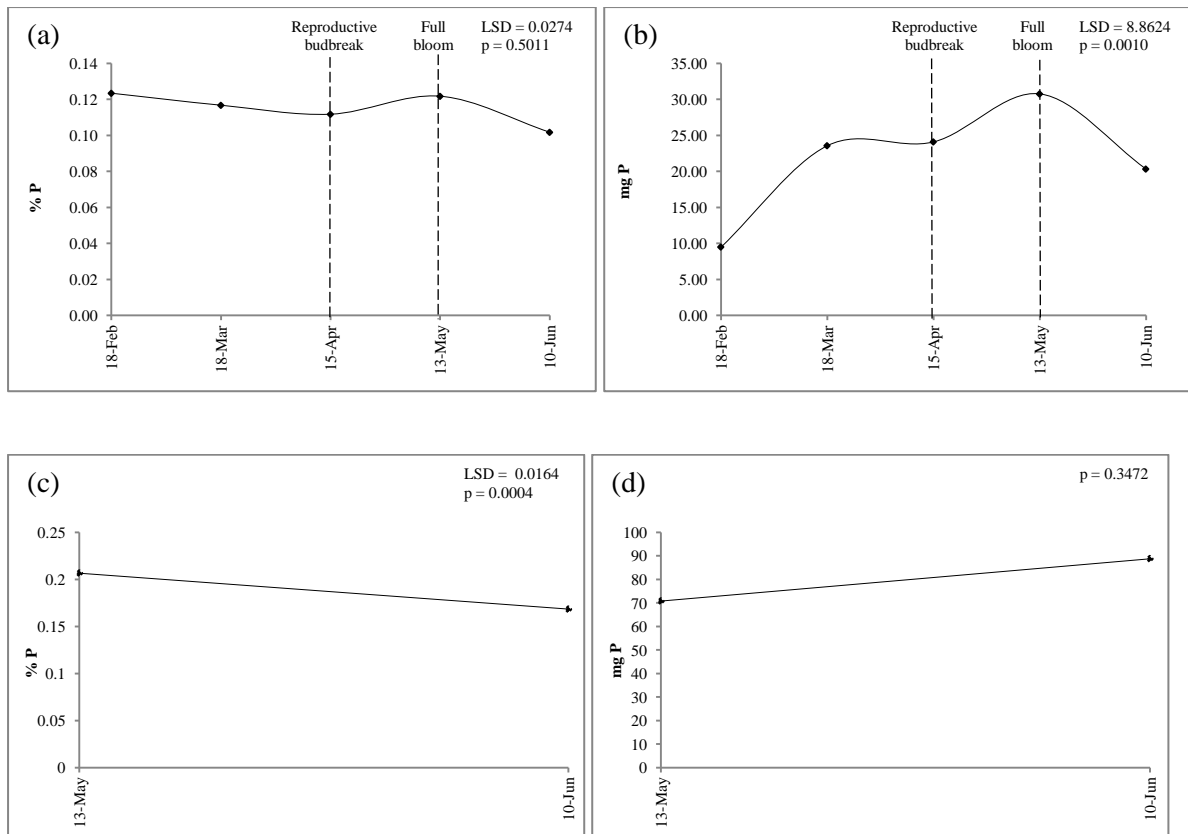 (a)
Reproductive
budbreak
Full
bloom
LSD = 0.0274
p = 0.5011
% P
0.14
0.12
0.10
0.08
0.06
0.04
0.02
0.00
18-Feb
18-Mar
15-Apr
13-May
10-Jun
(b)
Reproductive
budbreak
Full
bloom
LSD = 8.8624
p = 0.0010
mg P
35.00
30.00
25.00
20.00
15.00
10.00
5.00
0.00
18-Feb
18-Mar
15-Apr
13-May
10-Jun
(c)
LSD = 0.0164
p = 0.0004
% P
0.25
0.2
0.15
0.1
0.05
0
13-May
10-Jun
(d)
p = 0.3472
mg P
100
90
80
70
60
50
40
30
20
10
0
13-May
10-Jun